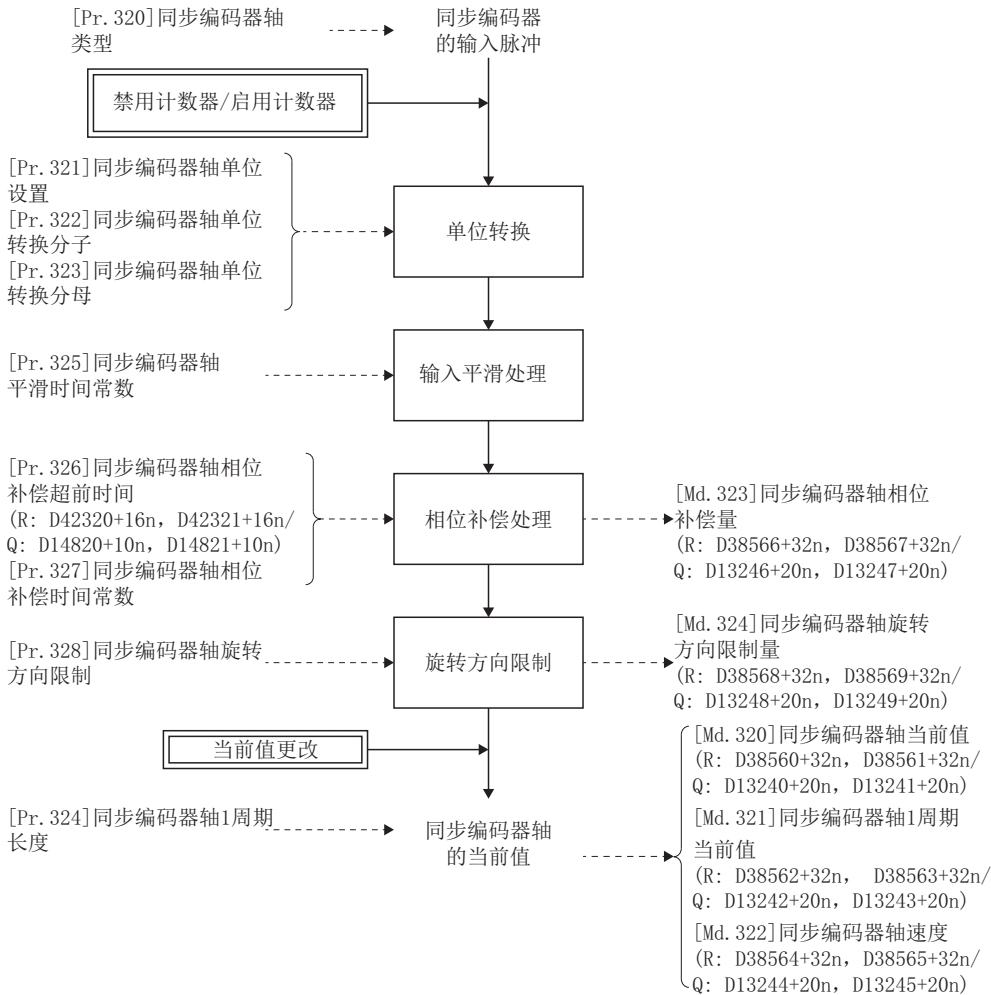 [Pr.320]同步编码器轴
类型
同步编码器
的输入脉冲
禁用计数器/启用计数器
[Pr.321]同步编码器轴单位
设置
[Pr.322]同步编码器轴单位
转换分子
[Pr.323]同步编码器轴单位
转换分母
单位转换
[Pr.325]同步编码器轴
平滑时间常数
输入平滑处理
[Pr.326]同步编码器轴相位
补偿超前时间
(R: D42320+16n, D42321+16n/
Q: D14820+10n, D14821+10n)
[Pr.327]同步编码器轴相位
补偿时间常数
相位补偿处理
[Md.323]同步编码器轴相位
补偿量
(R: D38566+32n, D38567+32n/
Q: D13246+20n, D13247+20n)
[Pr.328]同步编码器轴旋转
方向限制
旋转方向限制
[Md.324]同步编码器轴旋转
方向限制量
(R: D38568+32n, D38569+32n/
Q: D13248+20n, D13249+20n)
当前值更改
[Pr.324]同步编码器轴1周期
长度
同步编码器轴
的当前值
[Md.320]同步编码器轴当前值
(R: D38560+32n, D38561+32n/
Q: D13240+20n, D13241+20n)
[Md.321]同步编码器轴1周期
当前值
(R: D38562+32n, D38563+32n/
Q: D13242+20n, D13243+20n)
[Md.322]同步编码器轴速度
(R: D38564+32n, D38565+32n/
Q: D13244+20n, D13245+20n)